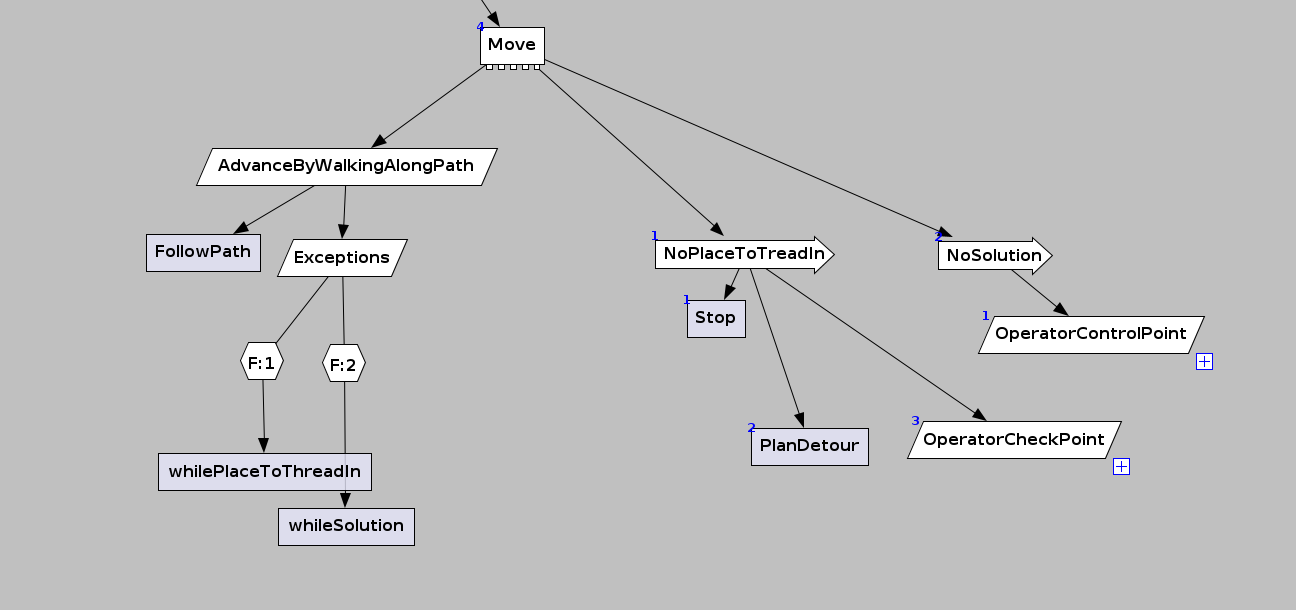 4
Move
AdvanceByWalkingAlongPath
FollowPath
Exceptions
1
NoPlaceToTreadIn
2
NoSolution
1
Stop
1
OperatorControlPoint
F:1
F:2
2
PlanDetour
3
OperatorCheckPoint
whilePlaceToThreadIn
whileSolution